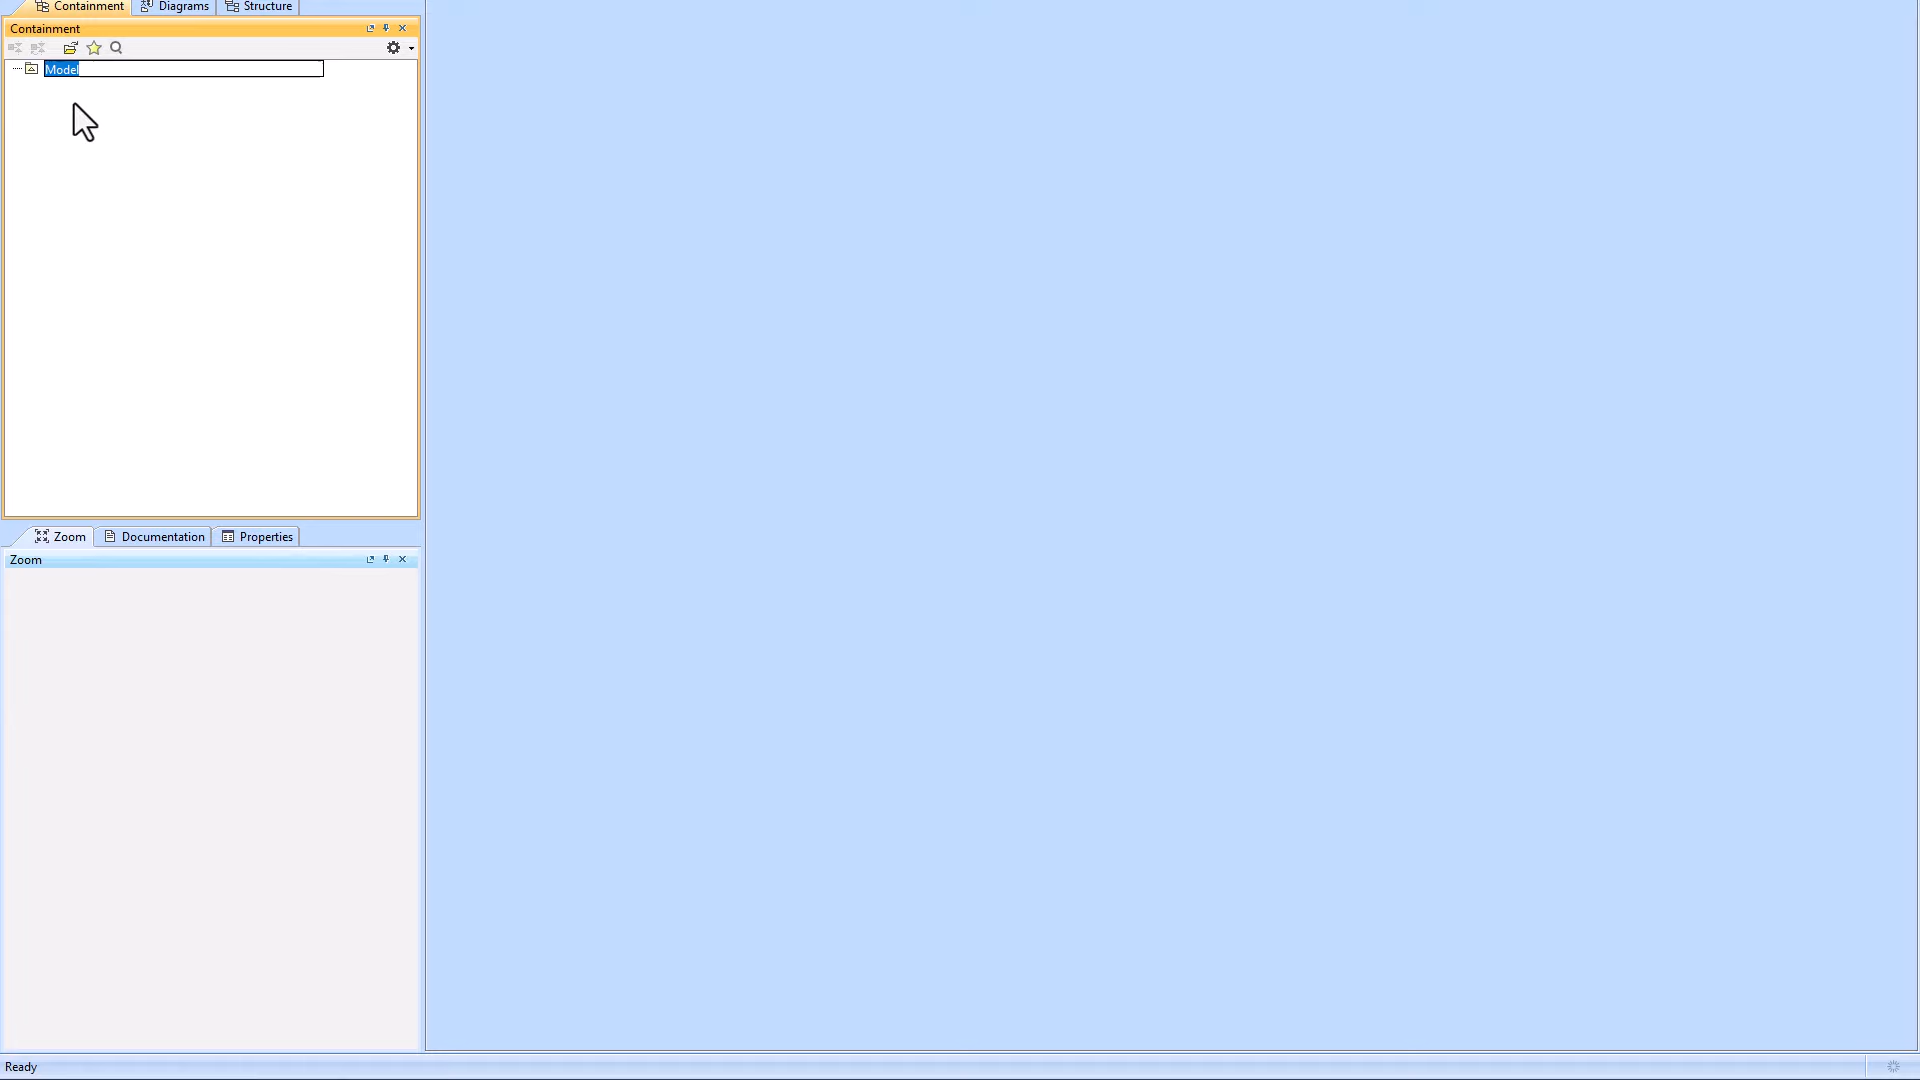 Containment Diagrams Structure
Containment
Model
Zoom Documentation Properties
Zoom
Ready